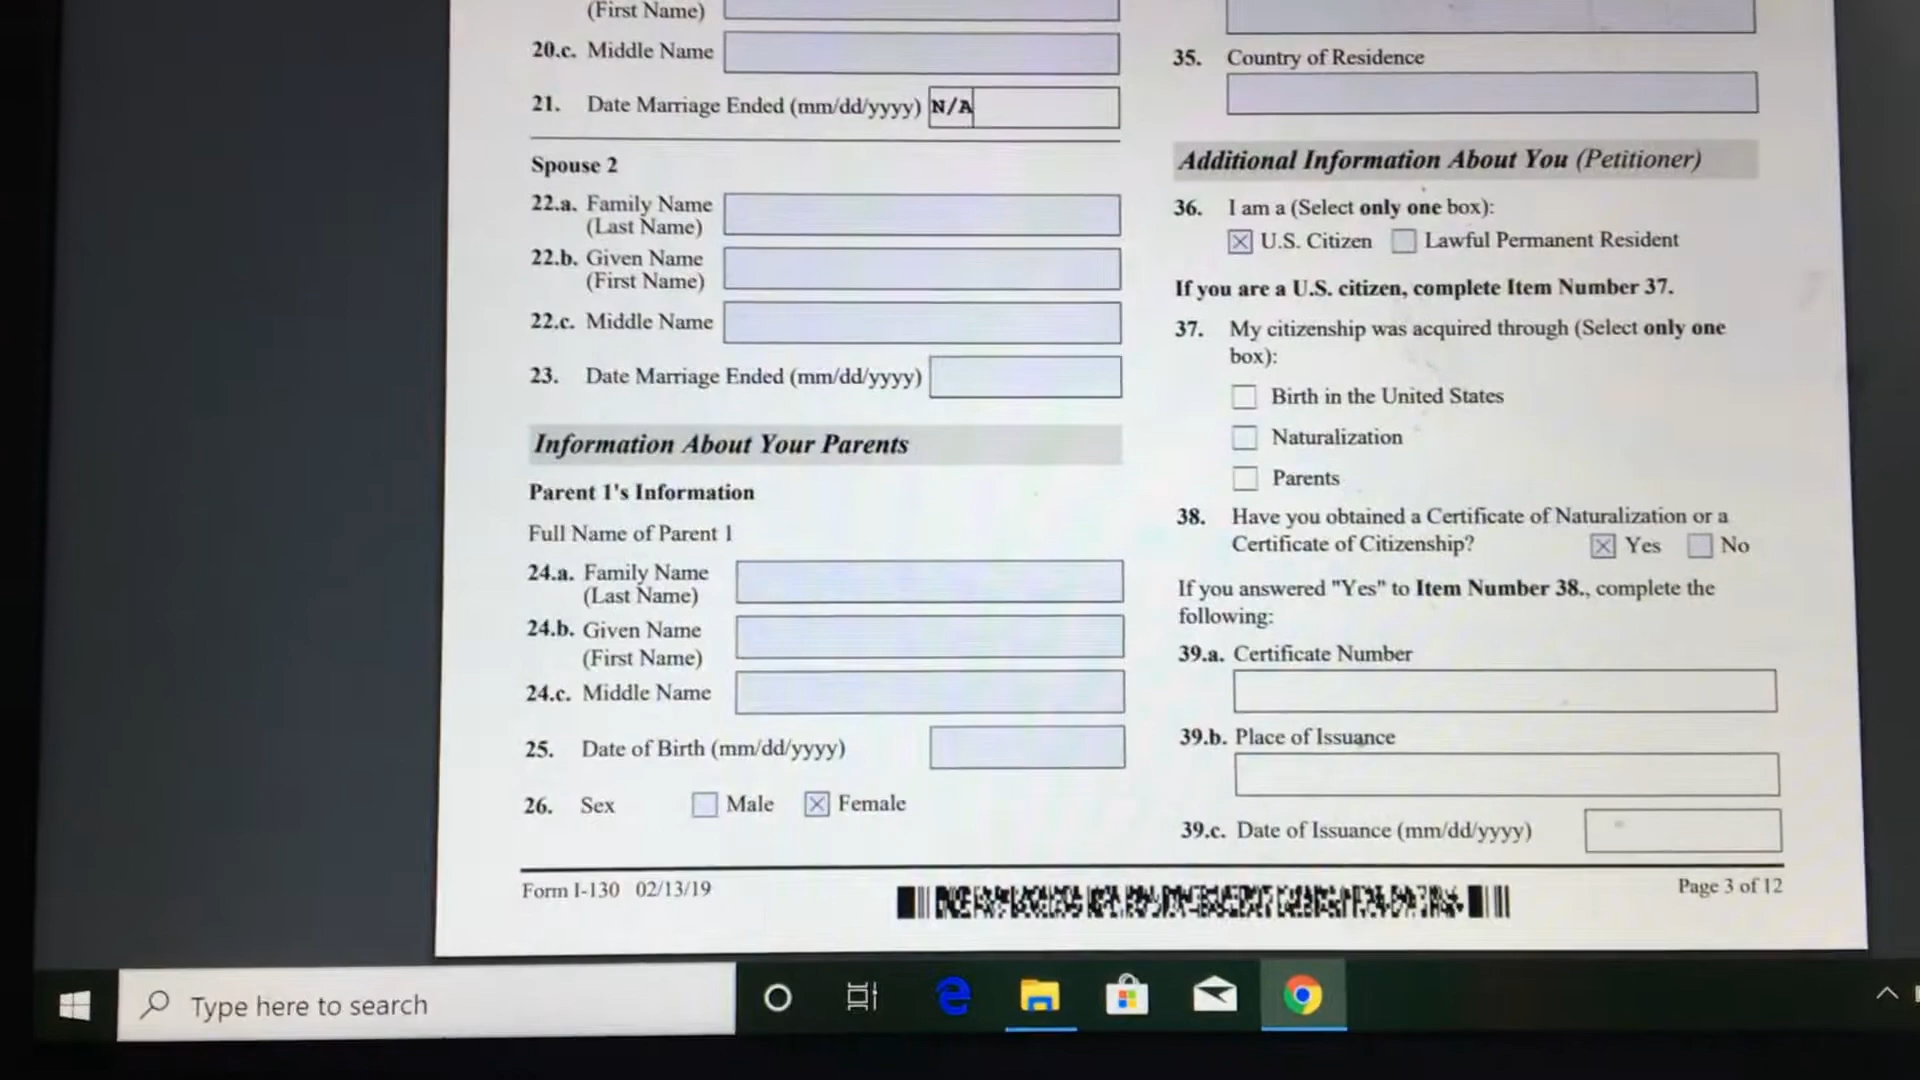 (First Name)
20.c. Middle Name
21. Date Marriage Ended (mm/dd/yyyy) N/A
Spouse 2
22.a. Family Name
(Last Name)
22.b. Given Name
(First Name)
22.c. Middle Name
23. Date Marriage Ended (mm/dd/yyyy)
Information About Your Parents
Parent 1's Information
Full Name of Parent 1
24.a. Family Name
(Last Name)
24.b. Given Name
(First Name)
24.c. Middle Name
25. Date of Birth (mm/dd/yyyy)
26. Sex Male Female
35. Country of Residence
Additional Information About You (Petitioner)
36. I am a (Select only one box):
U.S. Citizen Lawful Permanent Resident
If you are a U.S. citizen, complete Item Number 37.
37. My citizenship was acquired through (Select only one
box):
Birth in the United States
Naturalization
Parents
38. Have you obtained a Certificate of Naturalization or a
Certificate of Citizenship? Yes No
If you answered "Yes" to Item Number 38., complete the
following:
39.a. Certificate Number
39.b. Place of Issuance
39.c. Date of Issuance (mm/dd/yyyy)
Form I-130 02/13/19
Page 3 of 12
Type here to search